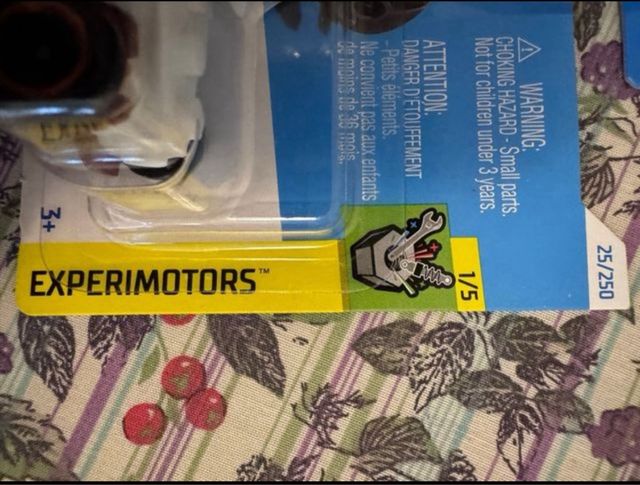 WARNING:
CHOKING HAZARD - Small parts.
Not for children under 3 years.
ATTENTION:
DANGER D'ÉTOUFFEMENT
- Petits éléments.
Ne convient pas aux enfants
de moins de 36 mois.
3+
EXPERIMOTORS™
1/5
25/250